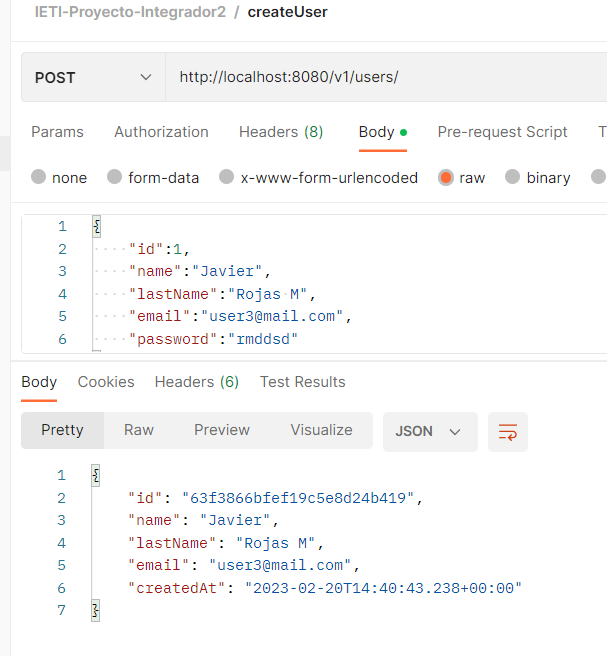 IETI-Proyecto-Integrador2 / createUser
POST http://localhost:8080/v1/users/
Params Authorization Headers (8) Body Pre-request Script T
none form-data x-www-form-urlencoded raw binary
1 {
2 "id":1,
3 "name":"Javier",
4 "lastName":"Rojas M",
5 "email":"user3@mail.com",
6 "password":"rmddsd"
Body Cookies Headers (6) Test Results
Pretty Raw Preview Visualize JSON
1 {
2 "id": "63f3866bfef19c5e8d24b419",
3 "name": "Javier",
4 "lastName": "Rojas M",
5 "email": "user3@mail.com",
6 "createdAt": "2023-02-20T14:40:43.238+00:00"
7 }